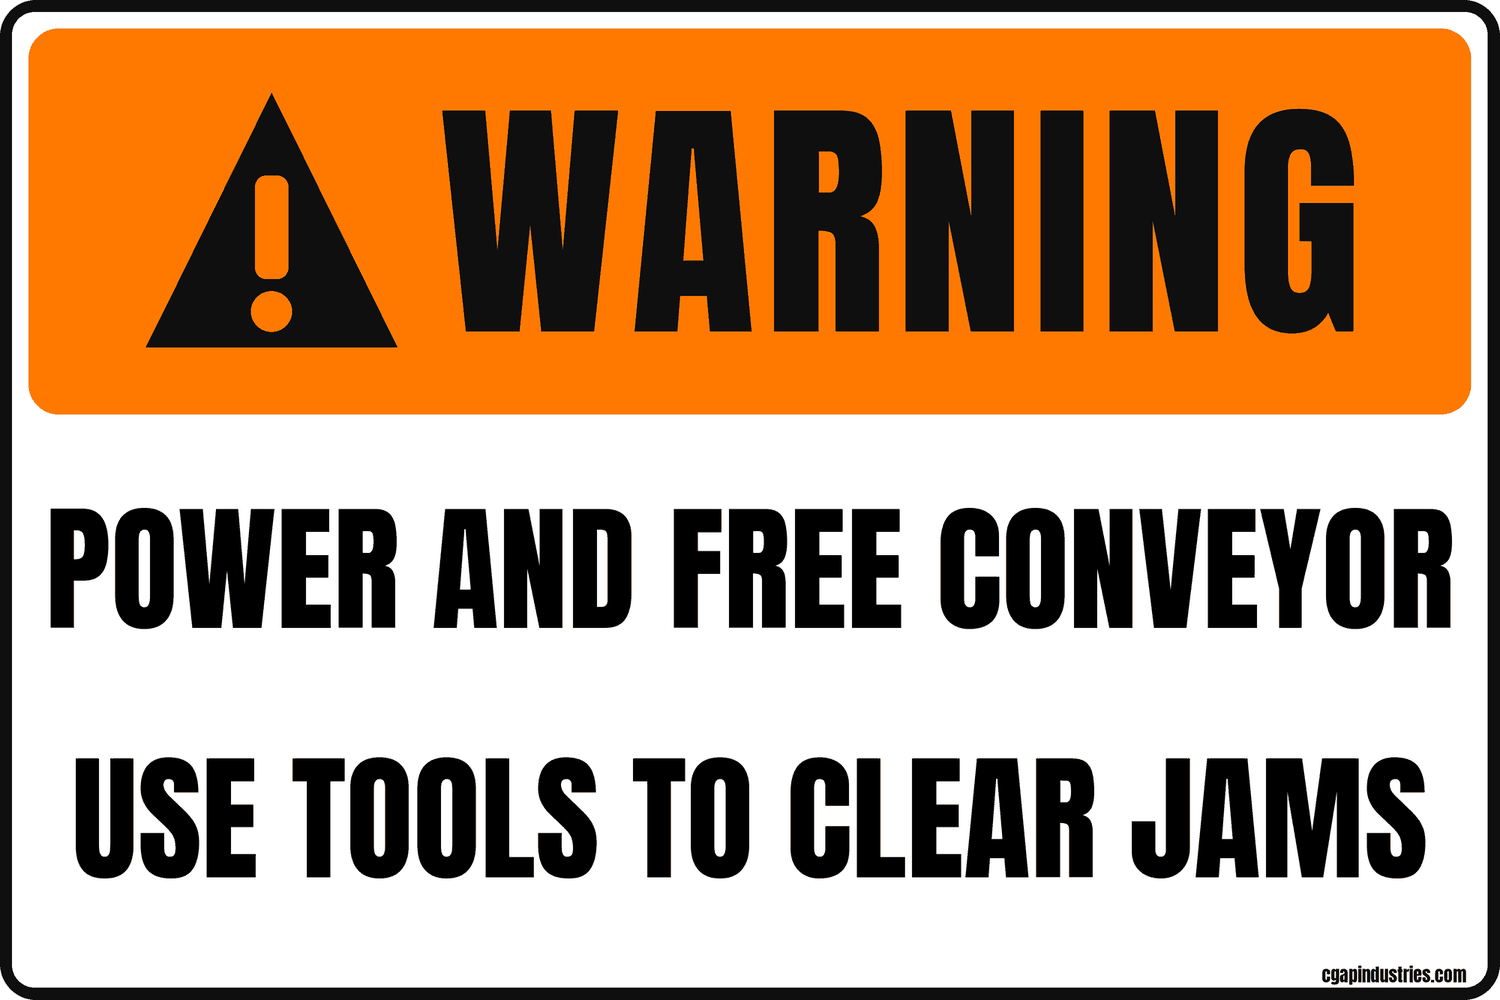 WARNING
POWER AND FREE CONVEYOR
USE TOOLS TO CLEAR JAMS
cgapindustries.com